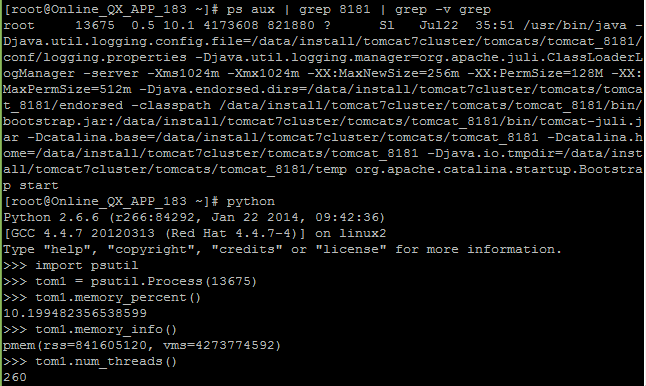 [root@Online_QX_APP_183 ~]# ps aux | grep 8181 | grep -v grep
root     13675  0.5 10.1 4173608 821880 ?      Sl   Jul22  35:51 /usr/bin/java -
Djava.util.logging.config.file=/data/install/tomcat7cluster/tomcats/tomcat_8181/
conf/logging.properties -Djava.util.logging.manager=org.apache.juli.ClassLoaderL
ogManager -server -Xms1024m -Xmx1024m -XX:MaxNewSize=256m -XX:PermSize=128M -XX:
MaxPermSize=512m -Djava.endorsed.dirs=/data/install/tomcat7cluster/tomcats/tomca
t_8181/endorsed -classpath /data/install/tomcat7cluster/tomcats/tomcat_8181/bin/
bootstrap.jar:/data/install/tomcat7cluster/tomcats/tomcat_8181/bin/tomcat-juli.j
ar -Dcatalina.base=/data/install/tomcat7cluster/tomcats/tomcat_8181 -Dcatalina.h
ome=/data/install/tomcat7cluster/tomcats/tomcat_8181 -Djava.io.tmpdir=/data/inst
all/tomcat7cluster/tomcats/tomcat_8181/temp org.apache.catalina.startup.Bootstra
p start
[root@Online_QX_APP_183 ~]# python
Python 2.6.6 (r266:84292, Jan 22 2014, 09:42:36)
[GCC 4.4.7 20120313 (Red Hat 4.4.7-4)] on linux2
Type "help", "copyright", "credits" or "license" for more information.
>>> import psutil
>>> tom1 = psutil.Process(13675)
>>> tom1.memory_percent()
10.199482356538599
>>> tom1.memory_info()
pmem(rss=841605120, vms=4273774592)
>>> tom1.num_threads()
260